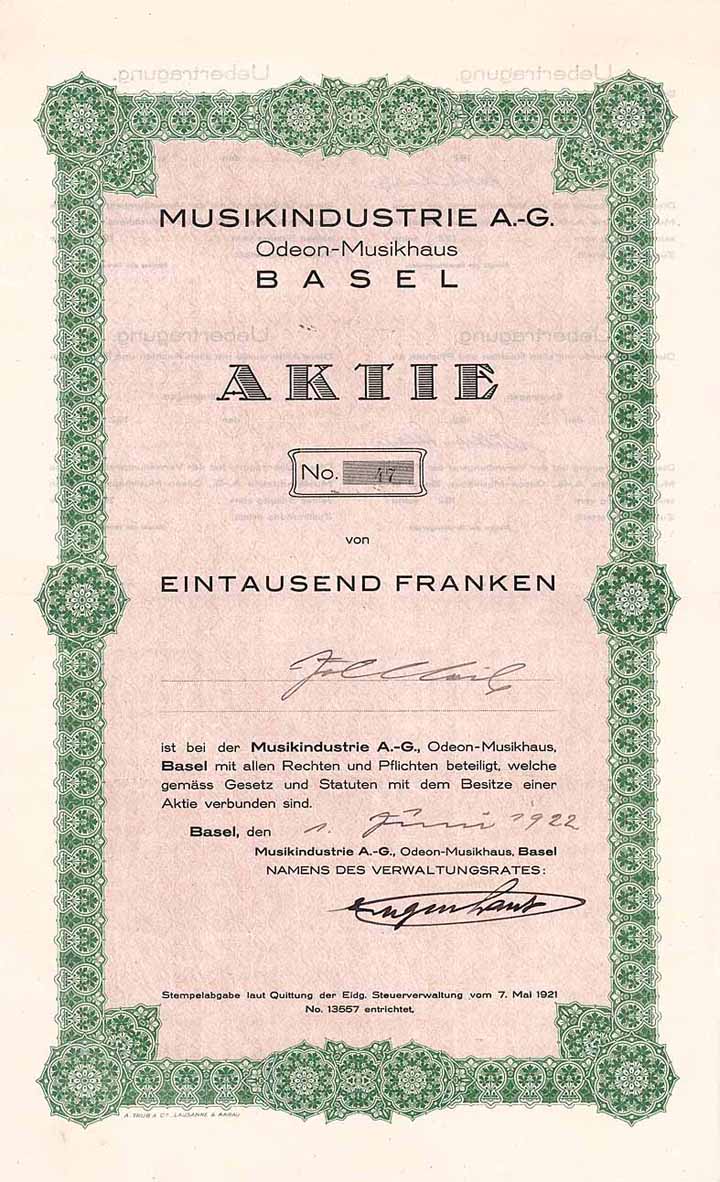 MUSIKINDUSTRIE A.-G.
Odeon-Musikhaus
BASEL
AKTIE
No. 47
von
EINTAUSEND FRANKEN
ist bei der Musikindustrie A.-G., Odeon-Musikhaus,
Basel mit allen Rechten und Pflichten beteiligt, welche
gemäss Gesetz und Statuten mit dem Besitze einer
Aktie verbunden sind.
Basel, den 1. Juni 1922
Musikindustrie A.-G., Odeon-Musikhaus, Basel
NAMENS DES VERWALTUNGSRATES:
Stempelabgabe laut Quittung der Eidg. Steuerverwaltung vom 7. Mai 1921
No. 13557 entrichtet.
A. TRÜB & Cie., LAUSANNE & AARAU